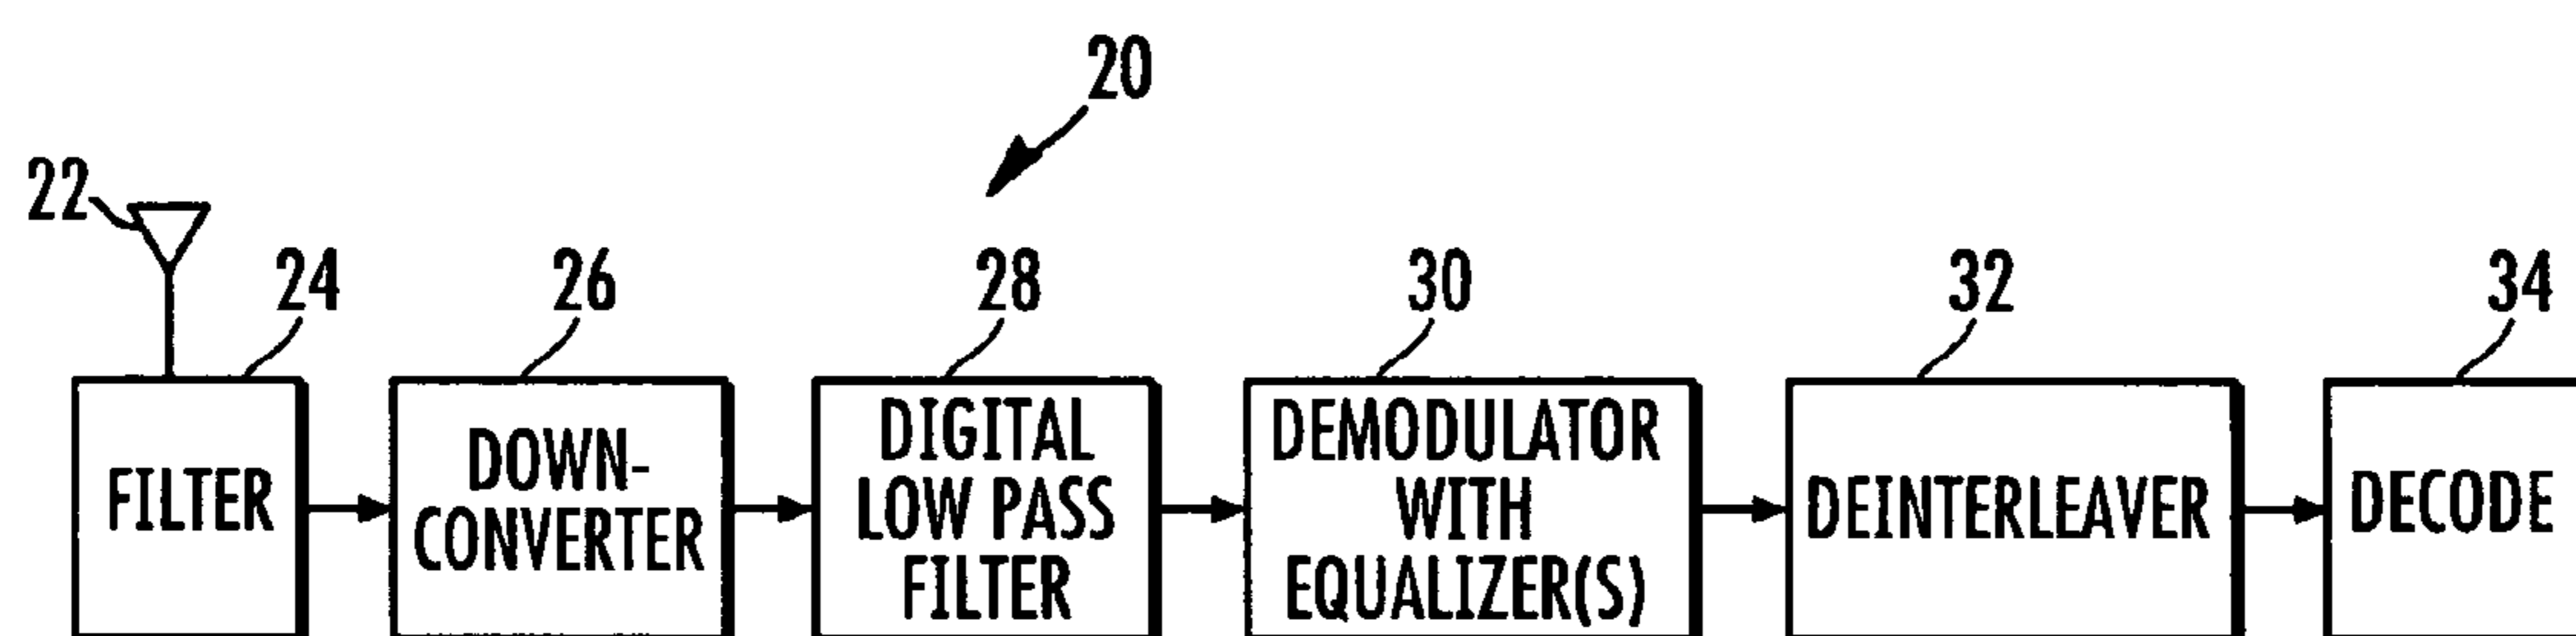 20
22
24
26
28
30
32
34
FILTER
DOWN-
CONVERTER
DIGITAL
LOW PASS
FILTER
DEMODULATOR
WITH
EQUALIZER(S)
DEINTERLEAVER
DECODE